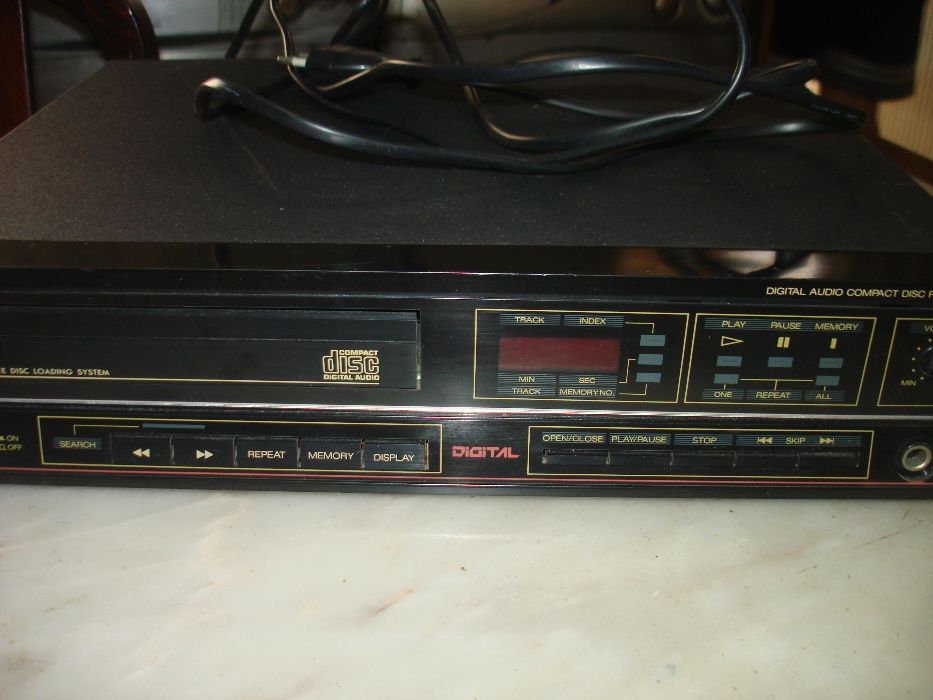 DIGITAL AUDIO COMPACT DISC
TRACK INDEX
PLAY PAUSE MEMORY
COMPACT
disc
DIGITAL AUDIO
DISC LOADING SYSTEM
MIN SEC
TRACK MEMORY NO.
ONE REPEAT ALL
MIN
ON
OFF
SEARCH
REPEAT MEMORY DISPLAY
DIGITAL
OPEN/CLOSE PLAY/PAUSE STOP SKIP